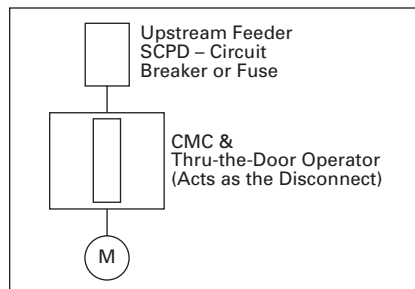 Upstream Feeder
SCPD – Circuit
Breaker or Fuse
CMC &
Thru-the-Door Operator
(Acts as the Disconnect)
M